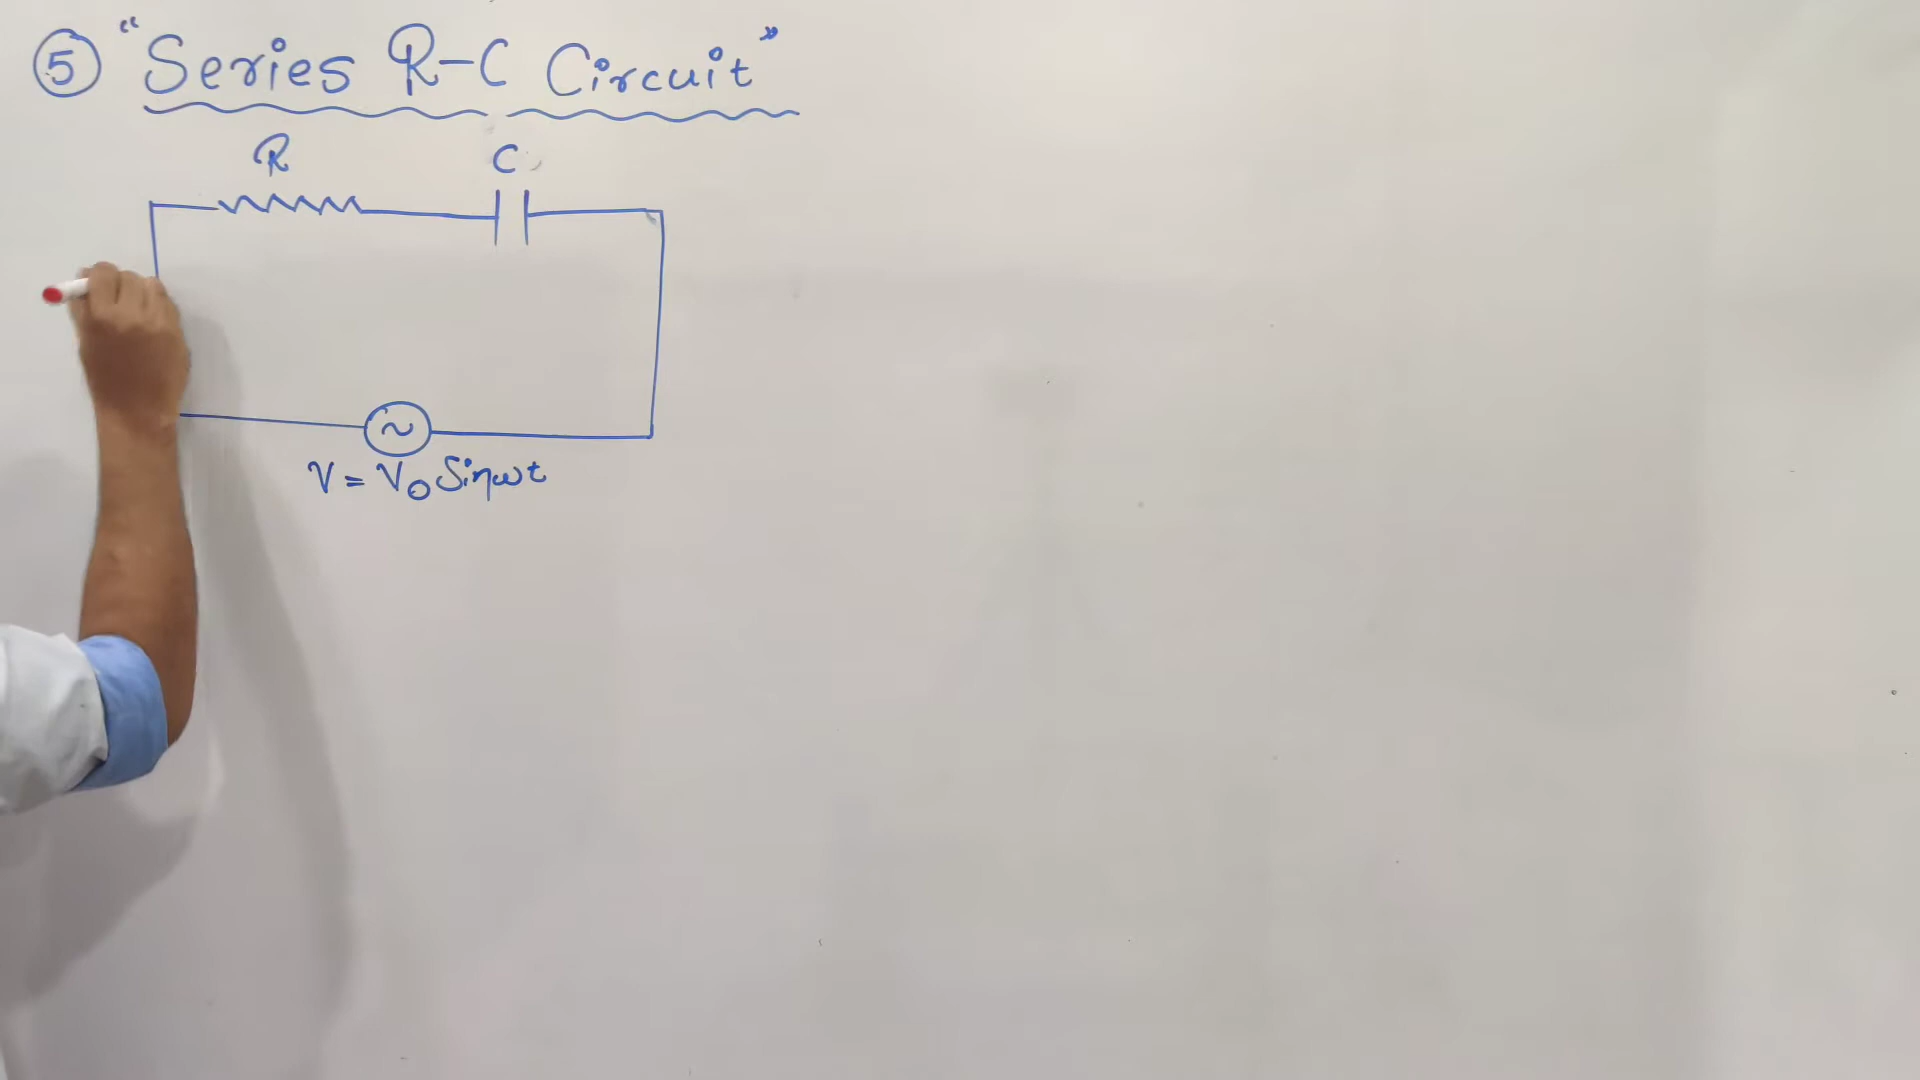 5 "Series R-C Circuit"
R C
~
V = V₀ Sinωt